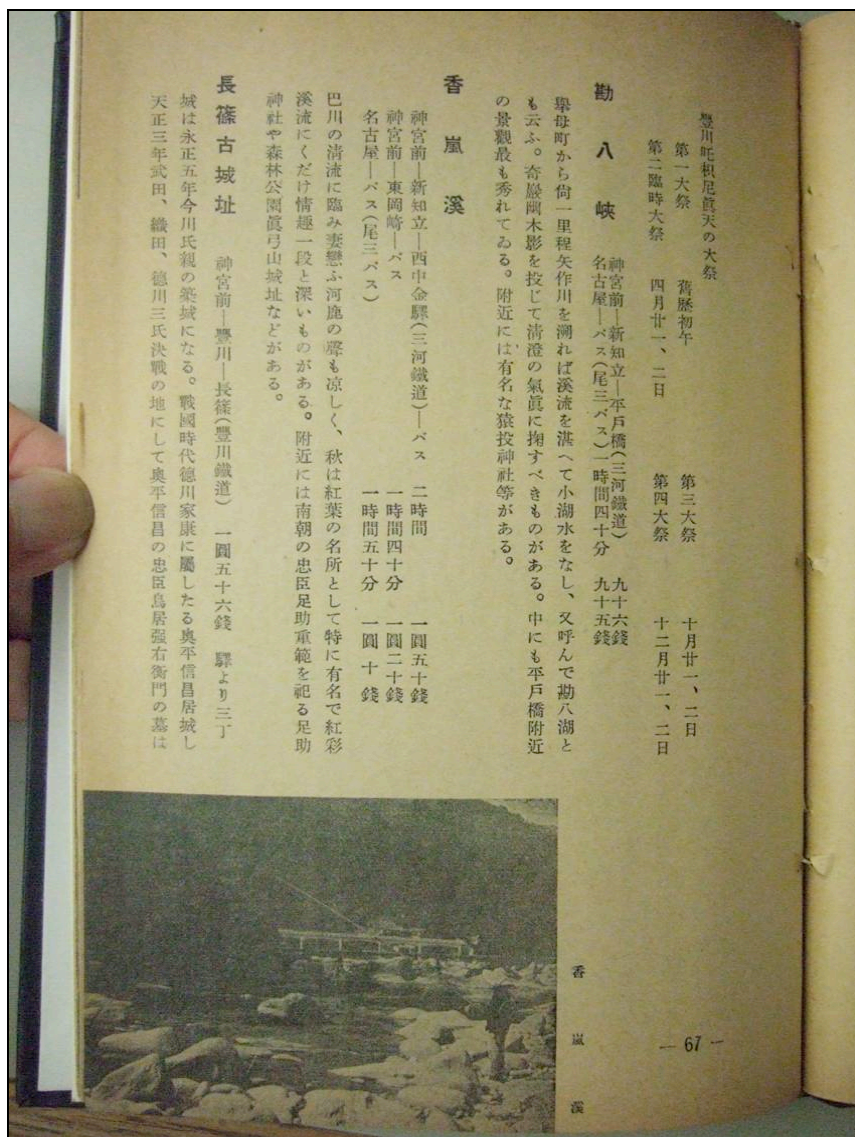 豐川吒枳尼眞天の大祭
第一大祭　舊歷初午　第三大祭　十月廿一、二日
第二臨時大祭　四月廿一、二日　第四大祭　十二月廿一、二日
勘八峽
神宮前—新知立—平戶橋(三河鐵道)　九十六錢
名古屋—バス(尾三バス)一時間四十分　九十五錢
擧母町から尙一里程矢作川を溯れば溪流を湛へて小湖水をなし、又呼んで勘八湖と
も云ふ。奇巖幽木影を投じて淸澄の氣眞に掬すべきものがある。中にも平戶橋附近
の景觀最も秀れてゐる。附近には有名な猿投神社等がある。
香嵐溪
神宮前—新知立—西中金驛(三河鐵道)—バス　二時間　一圓五十錢
神宮前—東岡崎—バス　一時間四十分　一圓二十錢
名古屋—バス(尾三バス)　一時間五十分　一圓十錢
巴川の淸流に臨み妻戀ふ河鹿の聲も凉しく、秋は紅葉の名所として特に有名で紅彩
溪流にくだけ情趣一段と深いものがある。附近には南朝の忠臣足助重範を祀る足助
神社や森林公園眞弓山城址などがある。
長篠古城址　神宮前—豐川—長篠(豐川鐵道)　一圓五十六錢　驛より三丁
城は永正五年今川氏親の築城になる。戰國時代德川家康に屬したる奧平信昌居城し
天正三年武田、織田、德川三氏決戰の地にして奧平信昌の忠臣鳥居强右衞門の墓は
香嵐溪
— 67 —